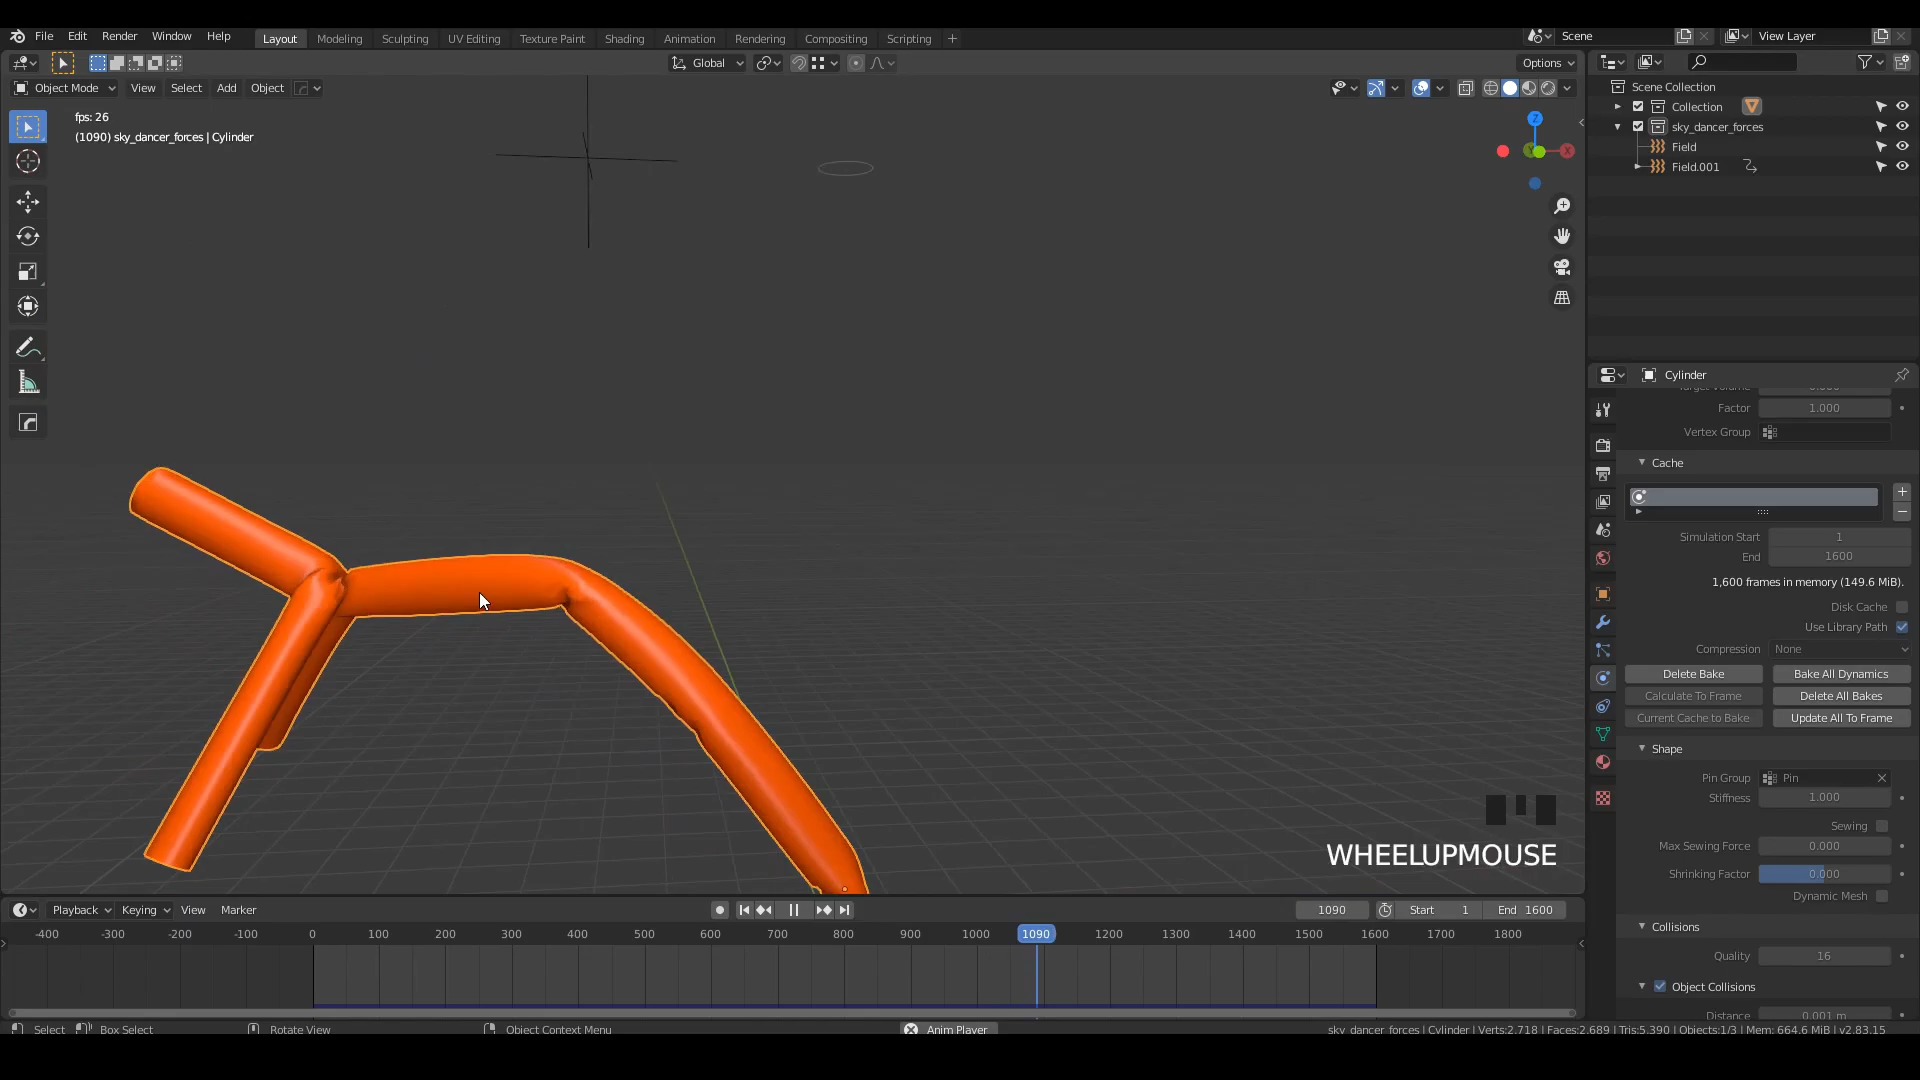 File Edit Render Window Help Layout Modeling Sculpting UV Editing Texture Paint Shading Animation Rendering Compositing Scripting + Scene View Layer
Global Options
Object Mode View Select Add Object
fps: 26
(1090) sky_dancer_forces | Cylinder
Z
X
Scene Collection
Collection
sky_dancer_forces
Field
Field.001
Cylinder
Factor 1.000
Vertex Group
Cache
Simulation Start 1
End 1600
1,600 frames in memory (149.6 MiB).
Disk Cache
Use Library Path
Compression None
Delete Bake Bake All Dynamics
Calculate To Frame Delete All Bakes
Current Cache to Bake Update All To Frame
Shape
Pin Group Pin
Stiffness 1.000
Sewing
Max Sewing Force 0.000
Shrinking Factor 0.000
Dynamic Mesh
Collisions
Quality 16
Object Collisions
Distance 0.001 m
WHEELUPMOUSE
Playback Keying View Marker 1090 Start 1 End 1600
-400 -300 -200 -100 0 100 200 300 400 500 600 700 800 900 1000 1090 1200 1300 1400 1500 1600 1700 1800
Select Box Select Rotate View Object Context Menu Anim Player sky_dancer_forces | Cylinder | Verts:2,718 | Faces:2,689 | Tris:5,390 | Objects:1/3 | Mem: 664.6 MiB | v2.83.15